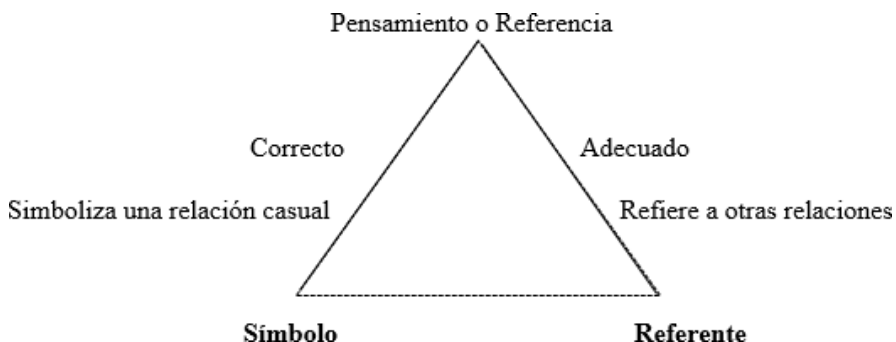 Pensamiento o Referencia
Correcto
Adecuado
Simboliza una relación casual
Refiere a otras relaciones
Símbolo
Referente